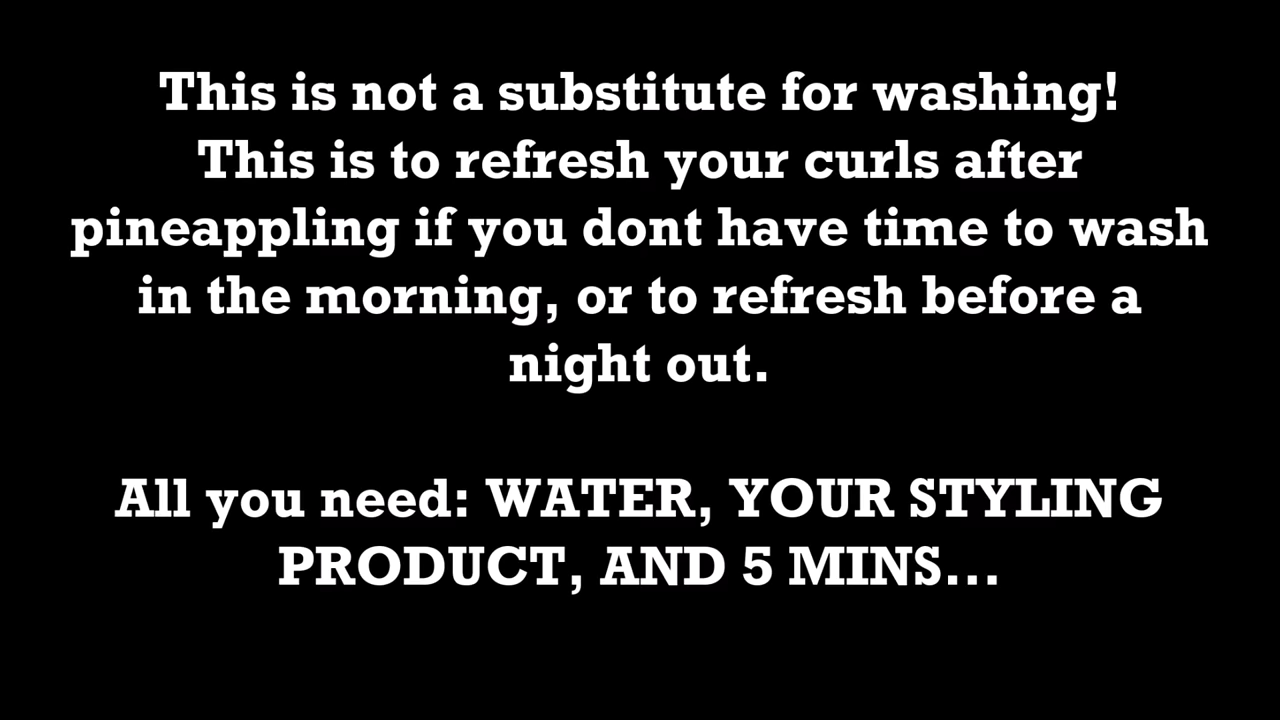 This is not a substitute for washing!
This is to refresh your curls after
pineappling if you dont have time to wash
in the morning, or to refresh before a
night out.
All you need: WATER, YOUR STYLING
PRODUCT, AND 5 MINS...